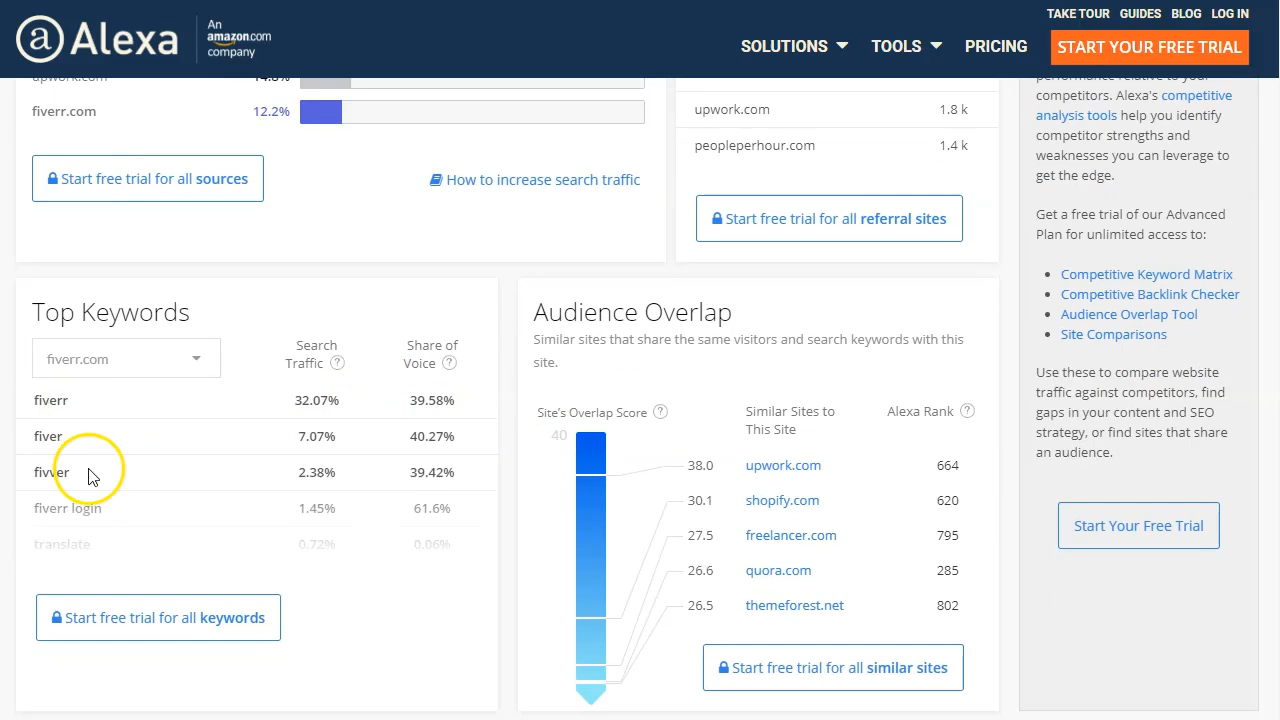 Alexa
An
amazon.com
company
TAKE TOUR GUIDES BLOG LOG IN
SOLUTIONS TOOLS PRICING START YOUR FREE TRIAL
upwork.com 14.8%
fiverr.com 12.2%
Start free trial for all sources
How to increase search traffic
upwork.com 1.8 k
peopleperhour.com 1.4 k
Start free trial for all referral sites
performance relative to your
competitors. Alexa's competitive
analysis tools help you identify
competitor strengths and
weaknesses you can leverage to
get the edge.
Get a free trial of our Advanced
Plan for unlimited access to:
Competitive Keyword Matrix
Competitive Backlink Checker
Audience Overlap Tool
Site Comparisons
Use these to compare website
traffic against competitors, find
gaps in your content and SEO
strategy, or find sites that share
an audience.
Start Your Free Trial
Top Keywords
fiverr.com
Search
Traffic ?
Share of
Voice ?
fiverr 32.07% 39.58%
fiver 7.07% 40.27%
fivver 2.38% 39.42%
fiverr login 1.45% 61.6%
translate 0.72% 0.06%
Start free trial for all keywords
Audience Overlap
Similar sites that share the same visitors and search keywords with this
site.
Site's Overlap Score ?
Similar Sites to
This Site
Alexa Rank ?
40
38.0 upwork.com 664
30.1 shopify.com 620
27.5 freelancer.com 795
26.6 quora.com 285
26.5 themeforest.net 802
Start free trial for all similar sites